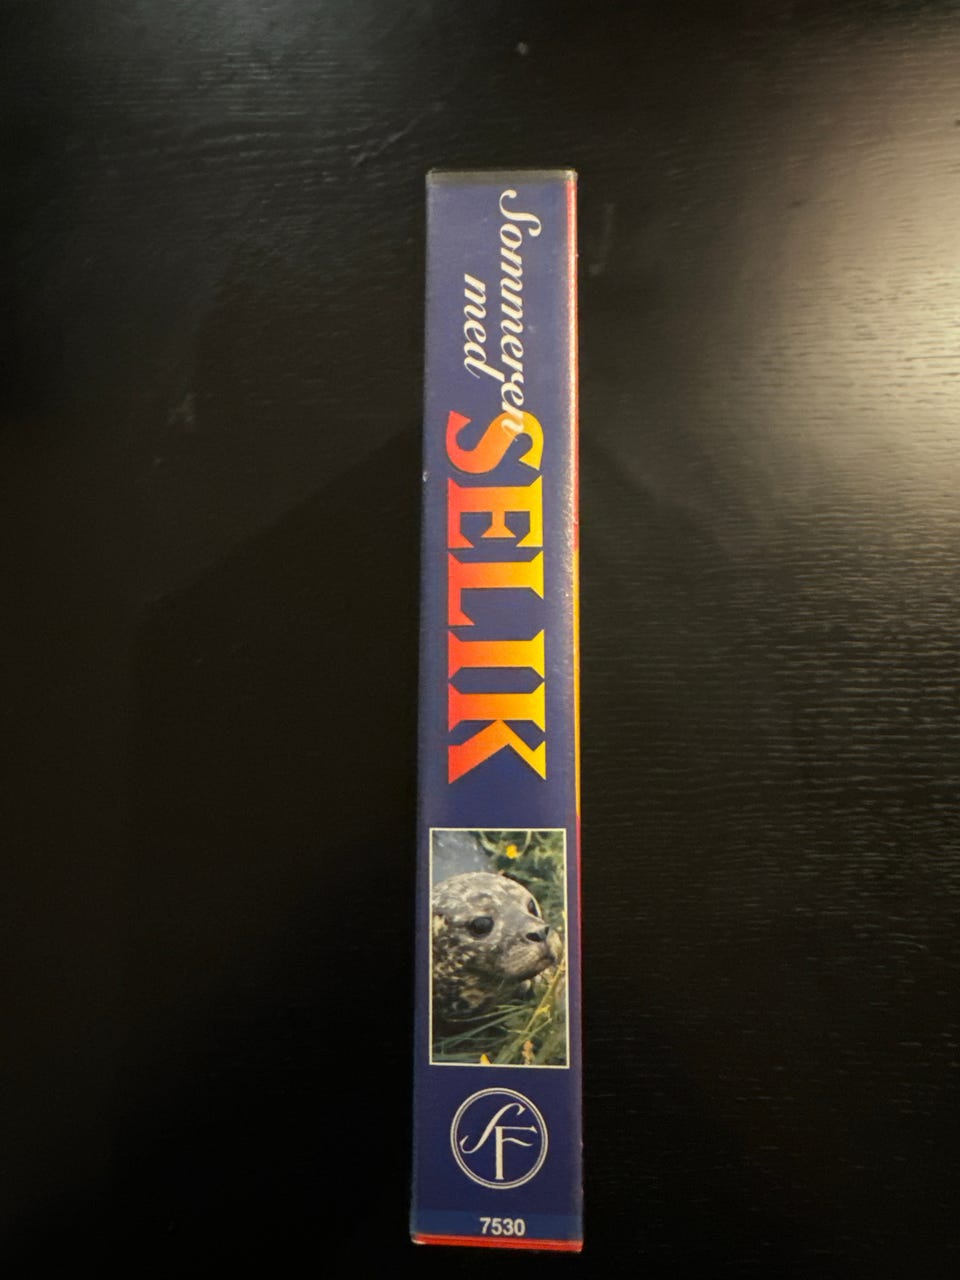 Sommeren
med
SELIK
SF
7530